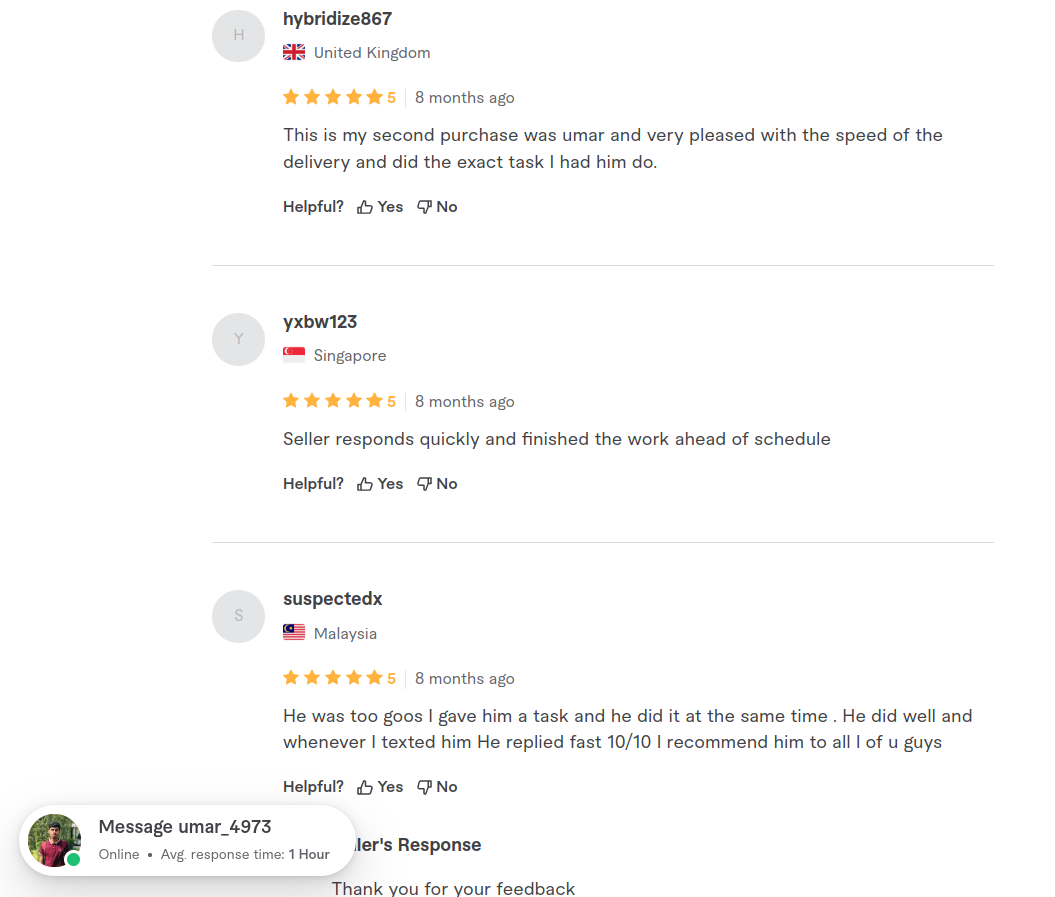 H
hybridize867
United Kingdom
5 8 months ago
This is my second purchase was umar and very pleased with the speed of the
delivery and did the exact task I had him do.
Helpful? Yes No
Y
yxbw123
Singapore
5 8 months ago
Seller responds quickly and finished the work ahead of schedule
Helpful? Yes No
S
suspectedx
Malaysia
5 8 months ago
He was too goos I gave him a task and he did it at the same time . He did well and
whenever I texted him He replied fast 10/10 I recommend him to all I of u guys
Helpful? Yes No
Message umar_4973
Online • Avg. response time: 1 Hour
ller's Response
Thank you for your feedback